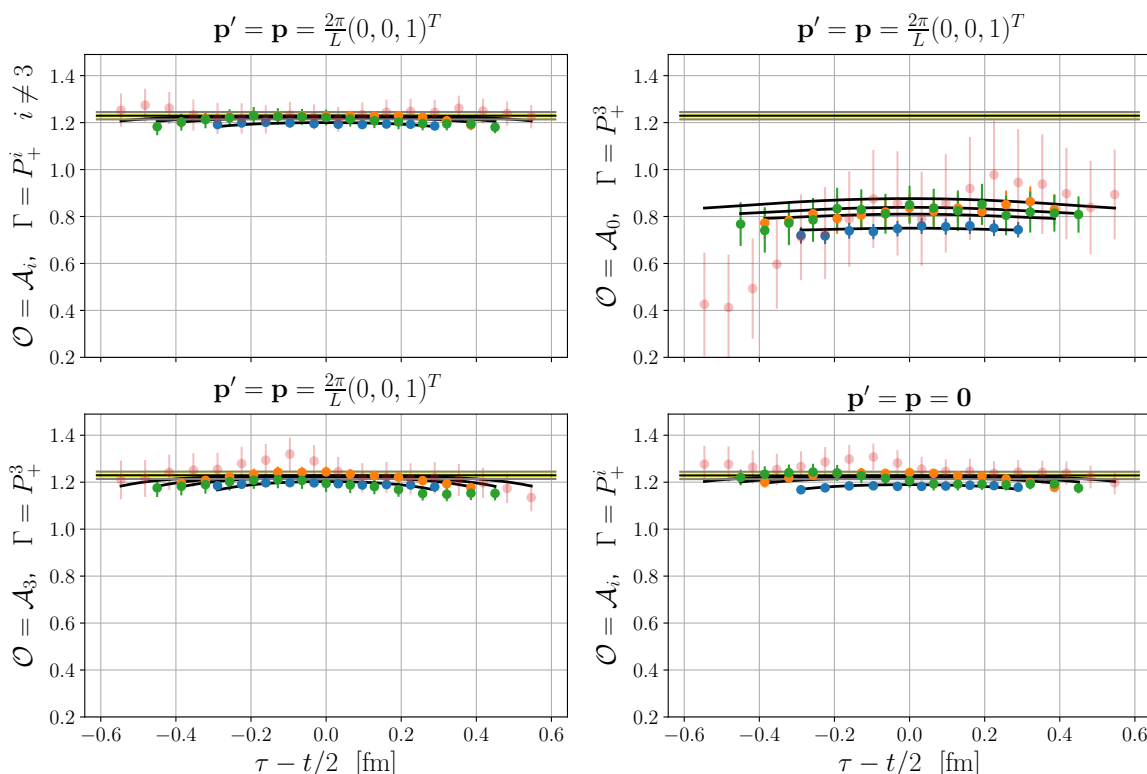 𝐩′ = 𝐩 = 2π/L (0, 0, 1)^T
𝒪 = 𝒜_i, Γ = P_+^i i ≠ 3
1.4
1.2
1.0
0.8
0.6
0.4
0.2
𝐩′ = 𝐩 = 2π/L (0, 0, 1)^T
𝒪 = 𝒜_0, Γ = P_+^3
1.4
1.2
1.0
0.8
0.6
0.4
0.2
𝐩′ = 𝐩 = 2π/L (0, 0, 1)^T
𝒪 = 𝒜_3, Γ = P_+^3
1.4
1.2
1.0
0.8
0.6
0.4
0.2
−0.6 −0.4 −0.2 0.0 0.2 0.4 0.6
τ − t/2 [fm]
𝐩′ = 𝐩 = 𝟎
𝒪 = 𝒜_i, Γ = P_+^i
1.4
1.2
1.0
0.8
0.6
0.4
0.2
−0.6 −0.4 −0.2 0.0 0.2 0.4 0.6
τ − t/2 [fm]